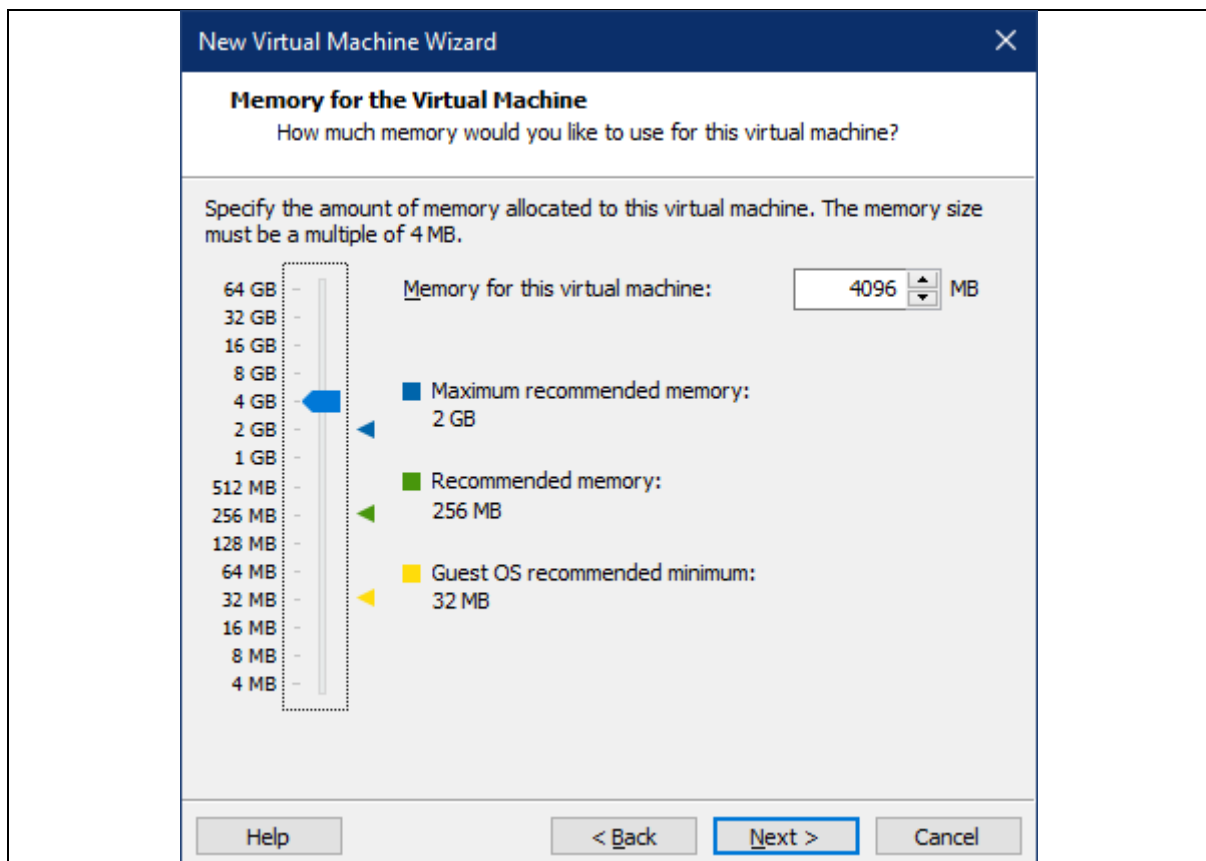 New Virtual Machine Wizard
Memory for the Virtual Machine
How much memory would you like to use for this virtual machine?
Specify the amount of memory allocated to this virtual machine. The memory size
must be a multiple of 4 MB.
64 GB
32 GB
16 GB
8 GB
4 GB
2 GB
1 GB
512 MB
256 MB
128 MB
64 MB
32 MB
16 MB
8 MB
4 MB
Memory for this virtual machine: 4096 MB
Maximum recommended memory:
2 GB
Recommended memory:
256 MB
Guest OS recommended minimum:
32 MB
Help < Back Next > Cancel